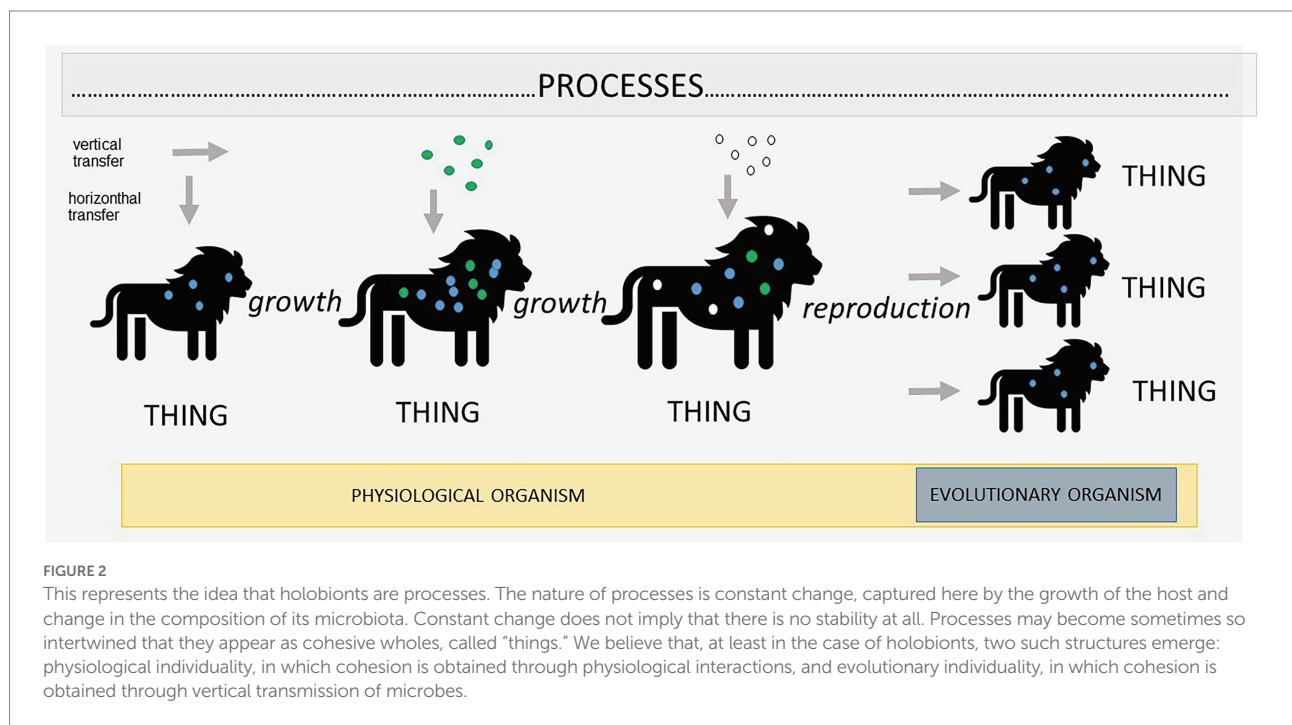 ……………………………………………………………………………PROCESSES……………………………………………………………………………………
vertical
transfer
horizonthal
transfer
growth
growth
reproduction
THING
THING
THING
THING
THING
THING
PHYSIOLOGICAL ORGANISM
EVOLUTIONARY ORGANISM
FIGURE 2
This represents the idea that holobionts are processes. The nature of processes is constant change, captured here by the growth of the host and
change in the composition of its microbiota. Constant change does not imply that there is no stability at all. Processes may become sometimes so
intertwined that they appear as cohesive wholes, called “things.” We believe that, at least in the case of holobionts, two such structures emerge:
physiological individuality, in which cohesion is obtained through physiological interactions, and evolutionary individuality, in which cohesion is
obtained through vertical transmission of microbes.